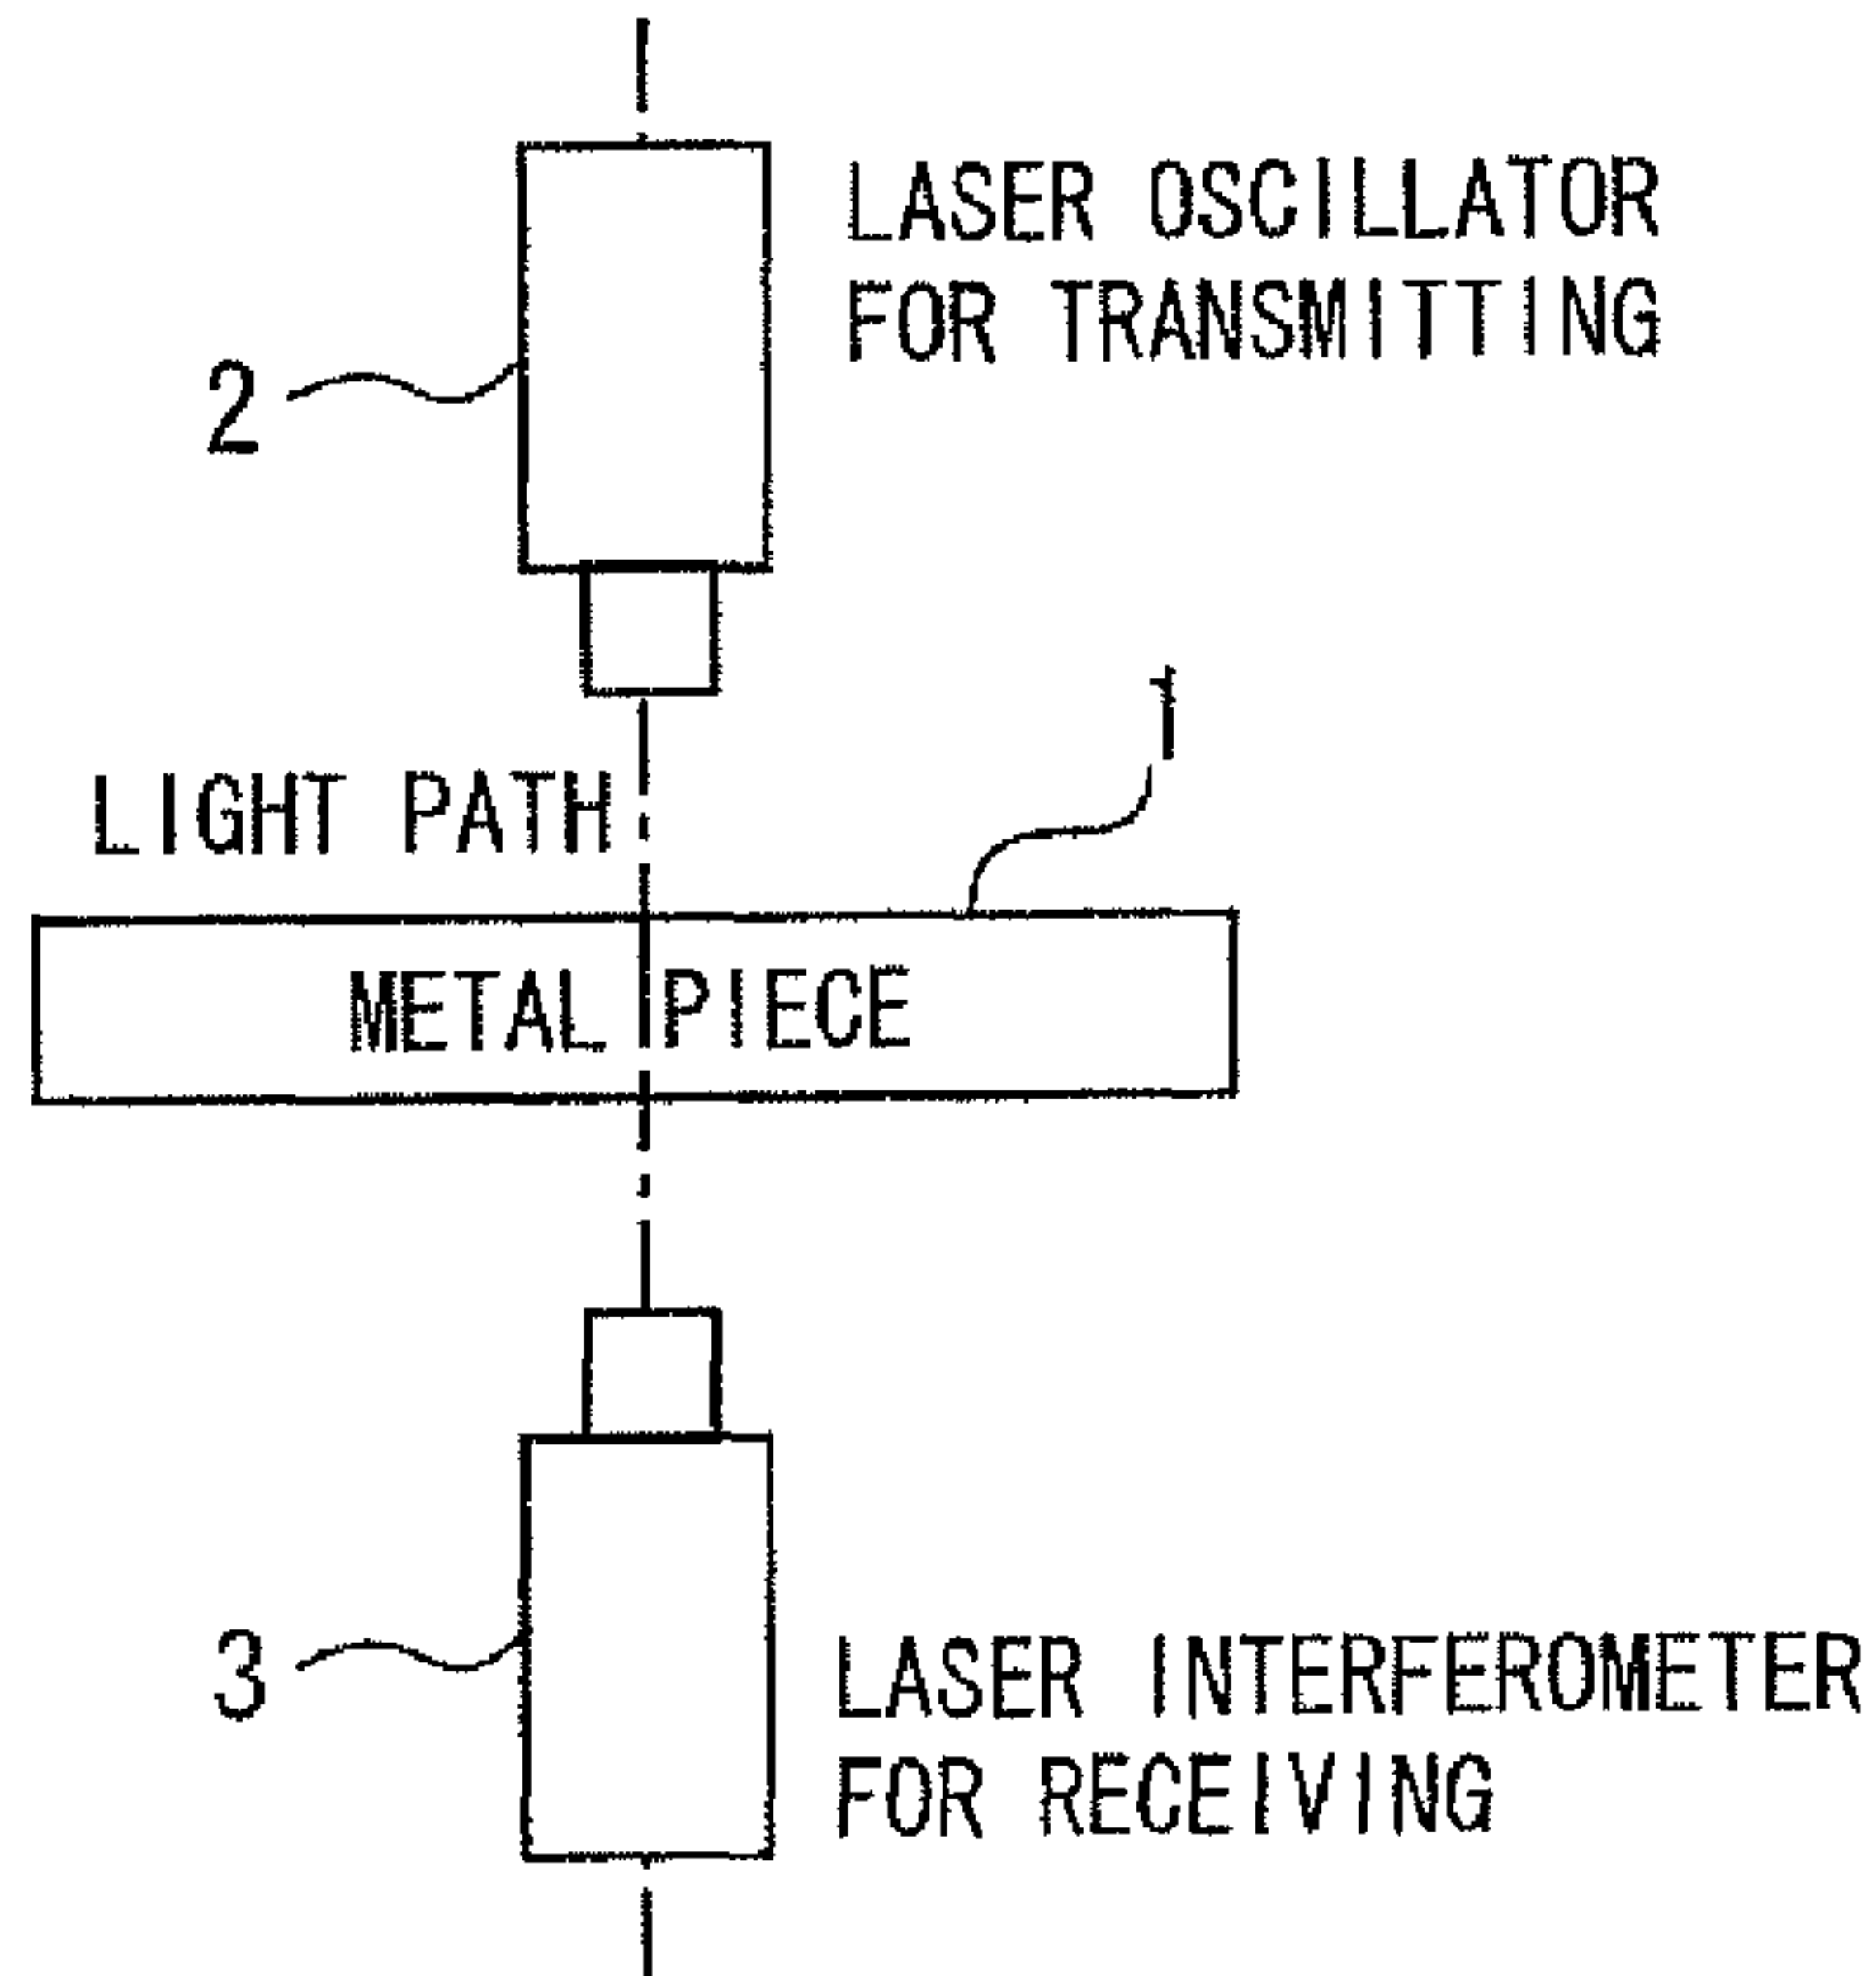 LASER OSCILLATOR
FOR TRANSMITTING
2
1
LIGHT PATH
METAL PIECE
3
LASER INTERFEROMETER
FOR RECEIVING